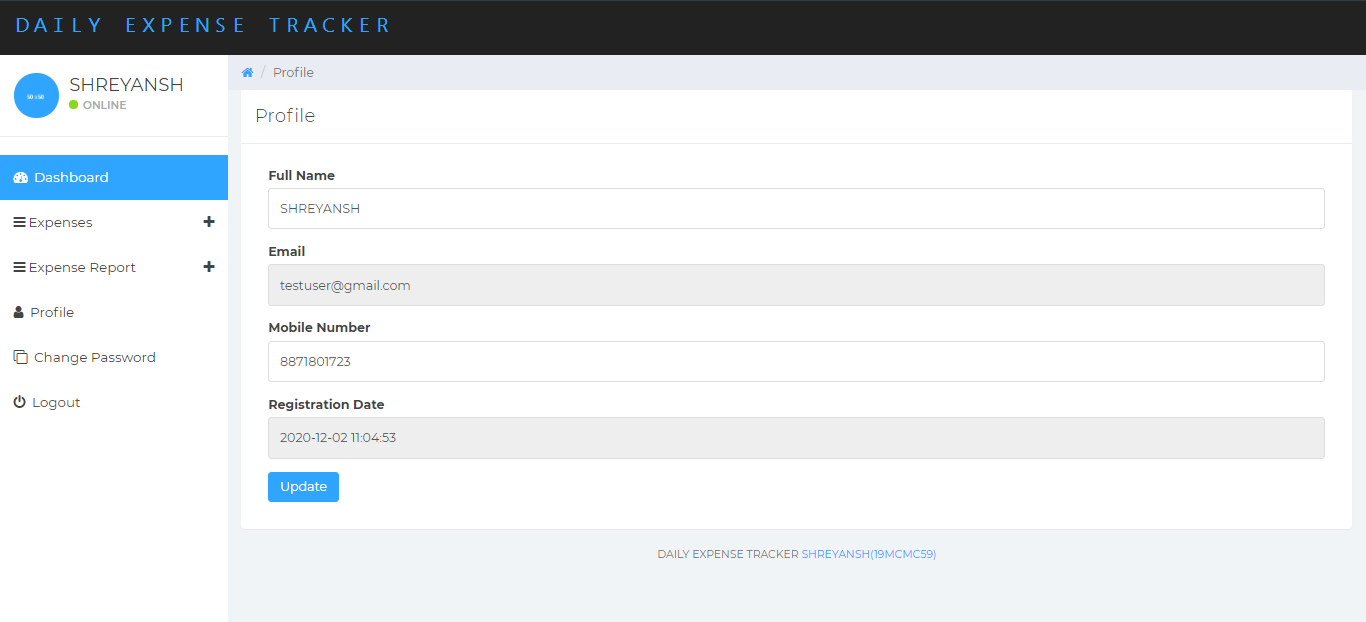 DAILY EXPENSE TRACKER
50 x 50
SHREYANSH
ONLINE
Dashboard
Expenses
Expense Report
Profile
Change Password
Logout
/ Profile
Profile
Full Name
SHREYANSH
Email
testuser@gmail.com
Mobile Number
8871801723
Registration Date
2020-12-02 11:04:53
Update
DAILY EXPENSE TRACKER SHREYANSH(19MCMC59)